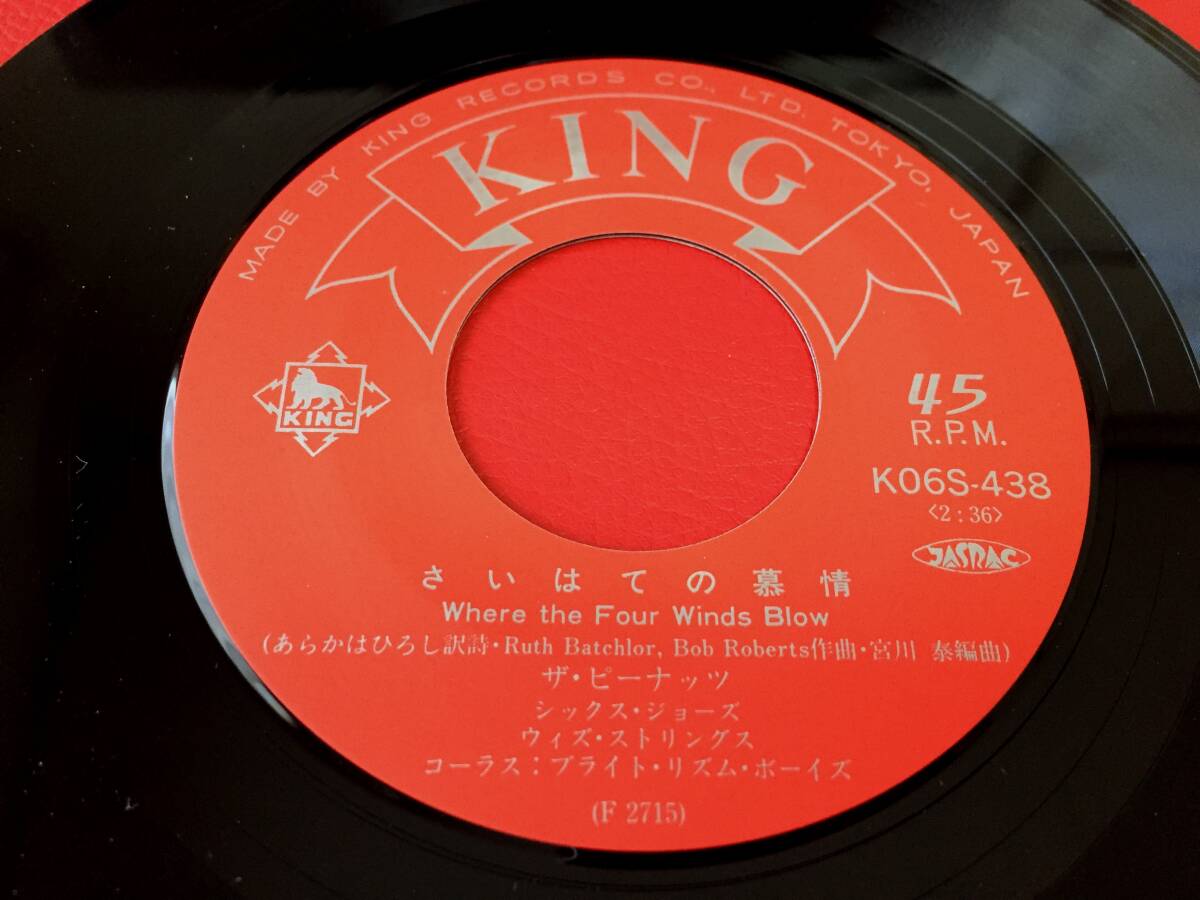 MADE BY KING RECORDS CO., LTD. TOKYO, JAPAN
KING
KING
45
R.P.M.
K06S-438
〈2:36〉
JASRAC
さいはての慕情
Where the Four Winds Blow
(あらかはひろし訳詩・Ruth Batchlor, Bob Roberts作曲・宮川 泰編曲)
ザ・ピーナッツ
シックス・ジョーズ
ウィズ・ストリングス
コーラス：ブライト・リズム・ボーイズ
(F 2715)